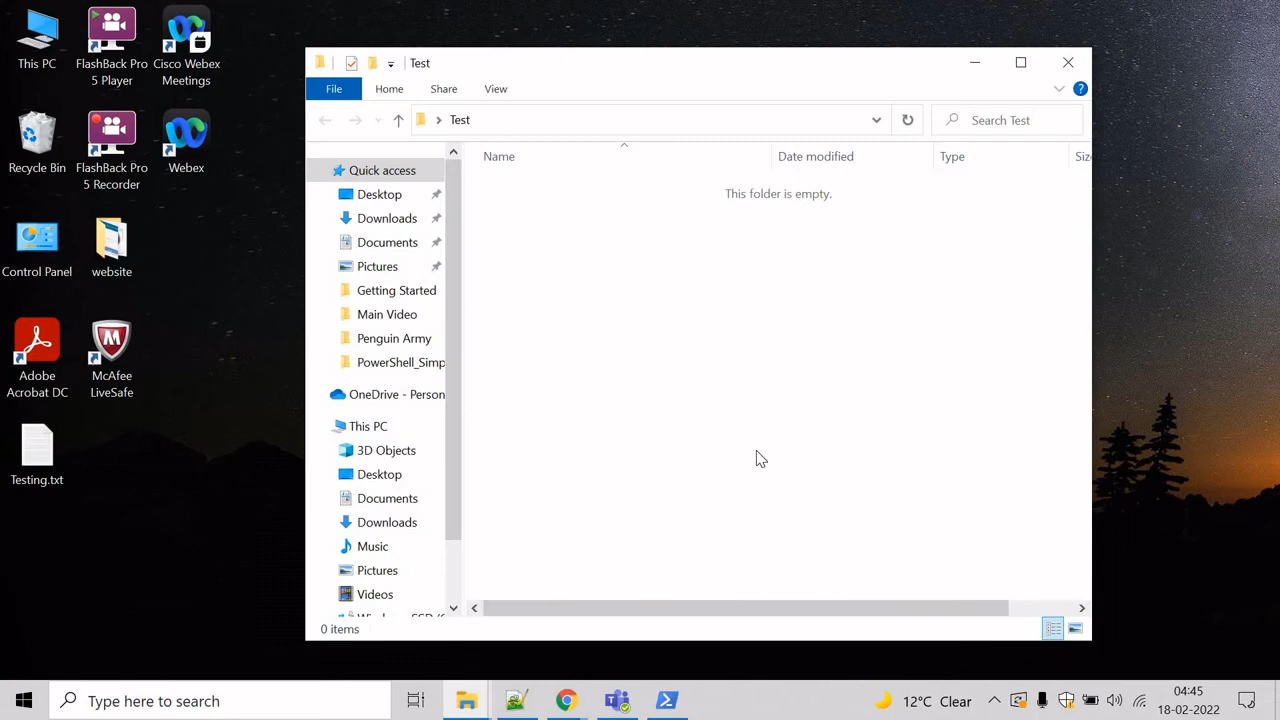 This PC
FlashBack Pro
5 Player
Cisco Webex
Meetings
Recycle Bin
FlashBack Pro
5 Recorder
Webex
Control Panel
website
Adobe
Acrobat DC
McAfee
LiveSafe
Testing.txt
Test
File
Home
Share
View
Test
Search Test
Name
Date modified
Type
Siz
This folder is empty.
Quick access
Desktop
Downloads
Documents
Pictures
Getting Started
Main Video
Penguin Army
PowerShell_Simp
OneDrive - Person
This PC
3D Objects
Desktop
Documents
Downloads
Music
Pictures
Videos
0 items
Type here to search
12°C Clear
04:45
18-02-2022